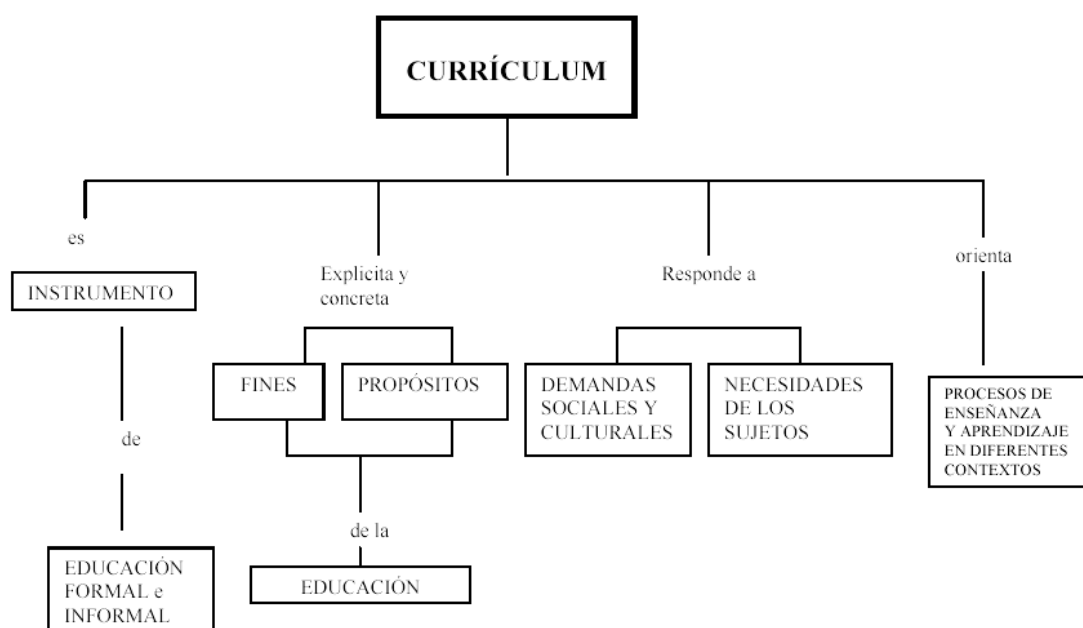 CURRÍCULUM
es
INSTRUMENTO
de
EDUCACIÓN
FORMAL e
INFORMAL
Explicita y
concreta
FINES
PROPÓSITOS
de la
EDUCACIÓN
Responde a
DEMANDAS
SOCIALES Y
CULTURALES
NECESIDADES
DE LOS
SUJETOS
orienta
PROCESOS DE
ENSEÑANZA
Y APRENDIZAJE
EN DIFERENTES
CONTEXTOS